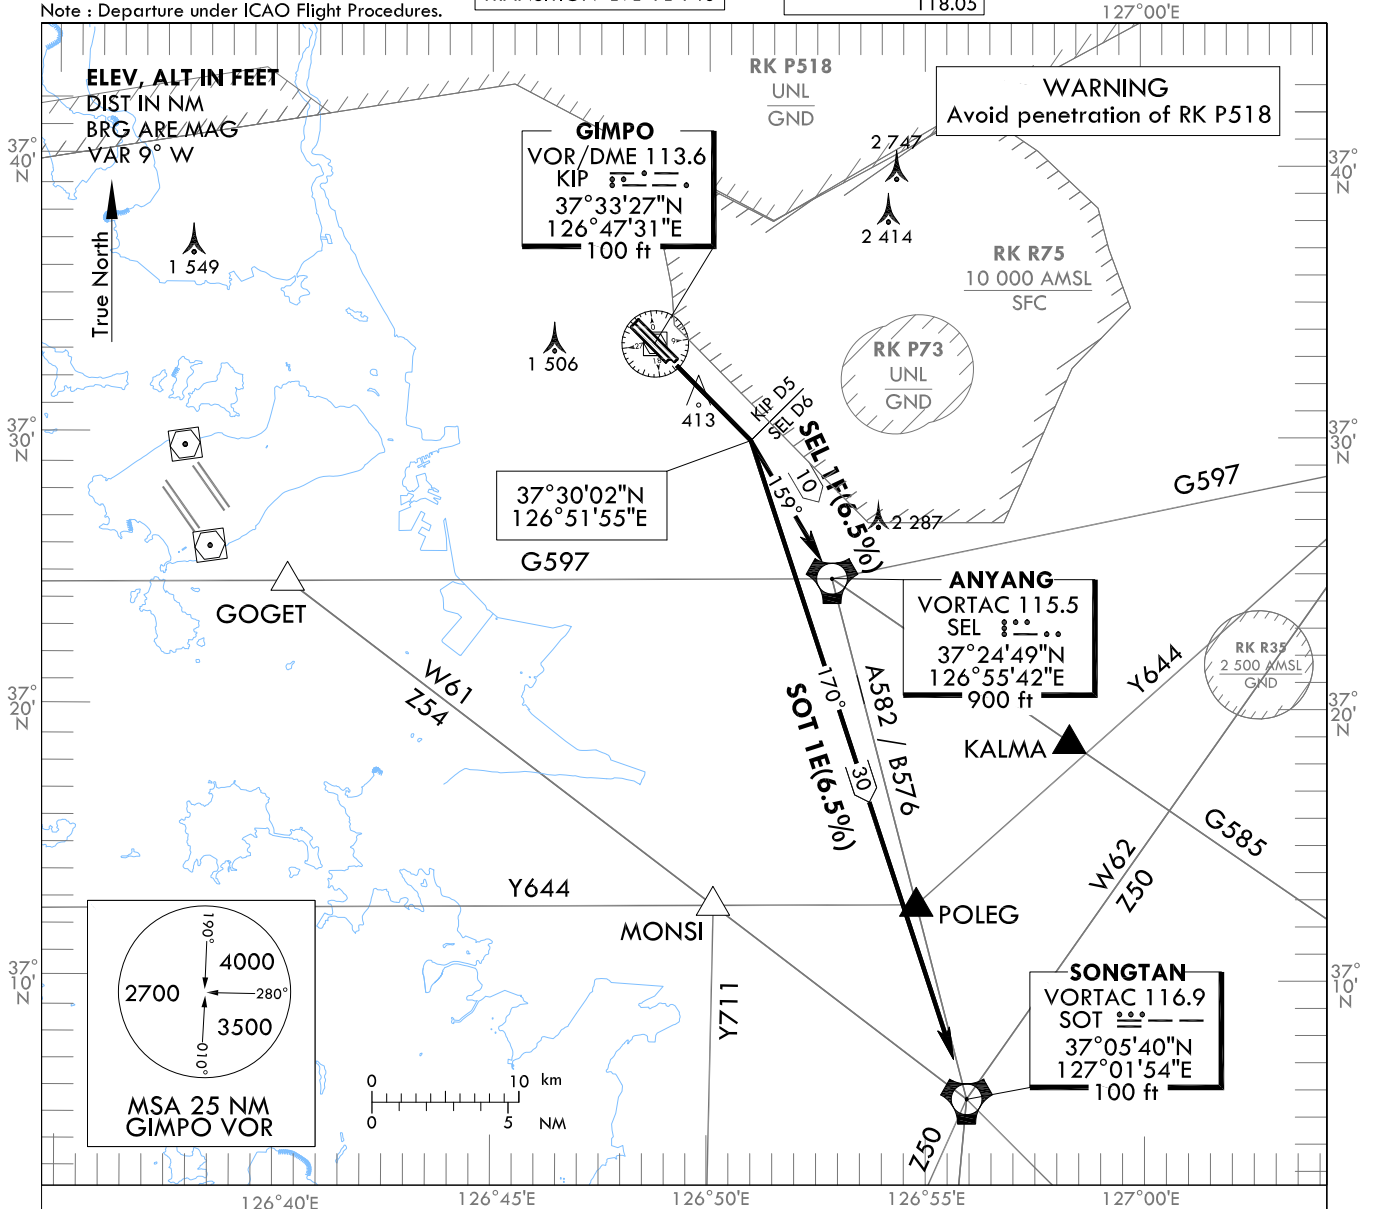 Note : Departure under ICAO Flight Procedures.
118.05
127°00'E
ELEV, ALT IN FEET
DIST IN NM
BRG ARE MAG
VAR 9° W
True North
RK P518
UNL
GND
WARNING
Avoid penetration of RK P518
GIMPO
VOR/DME 113.6
KIP
37°33'27"N
126°47'31"E
100 ft
37°
40'
N
37°
40'
N
2 747
2 414
1 549
1 506
RK R75
10 000 AMSL
SFC
RK P73
UNL
GND
413
KIP D5
SEL D6
SEL 1F(6.5%)
10
159°
37°
30'
N
37°
30'
N
37°30'02"N
126°51'55"E
2 287
G597
G597
GOGET
ANYANG
VORTAC 115.5
SEL
37°24'49"N
126°55'42"E
900 ft
RK R35
2 500 AMSL
GND
W61
Z54
170°
SOT 1E(6.5%)
30
A582 / B576
Y644
KALMA
37°
20'
N
37°
20'
N
G585
W62
Z50
Y644
MONSI
POLEG
190°
4000
2700
280°
3500
010°
MSA 25 NM
GIMPO VOR
37°
10'
N
37°
10'
N
Y711
SONGTAN
VORTAC 116.9
SOT
37°05'40"N
127°01'54"E
100 ft
0 10 km
0 5 NM
Z50
126°40'E
126°45'E
126°50'E
126°55'E
127°00'E